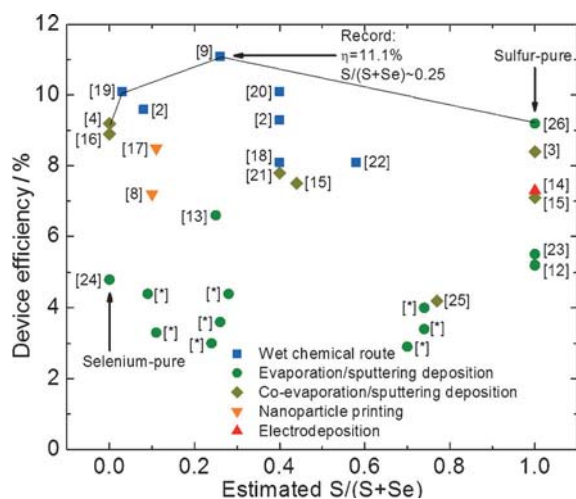 Record:
η=11.1%
S/(S+Se)~0.25
Sulfur-pure
[9]
[19]
[2]
[20]
[2]
[4]
[16]
[17]
[18]
[21]
[15]
[22]
[26]
[3]
[14]
[15]
[8]
[13]
[23]
[12]
[24]
[*]
[*]
[*]
[*]
[*]
[25]
[*]
[*]
[*]
Selenium-pure
Wet chemical route
Evaporation/sputtering deposition
Co-evaporation/sputtering deposition
Nanoparticle printing
Electrodeposition
12
10
8
6
4
2
0
Device efficiency / %
0.0 0.2 0.4 0.6 0.8 1.0
Estimated S/(S+Se)